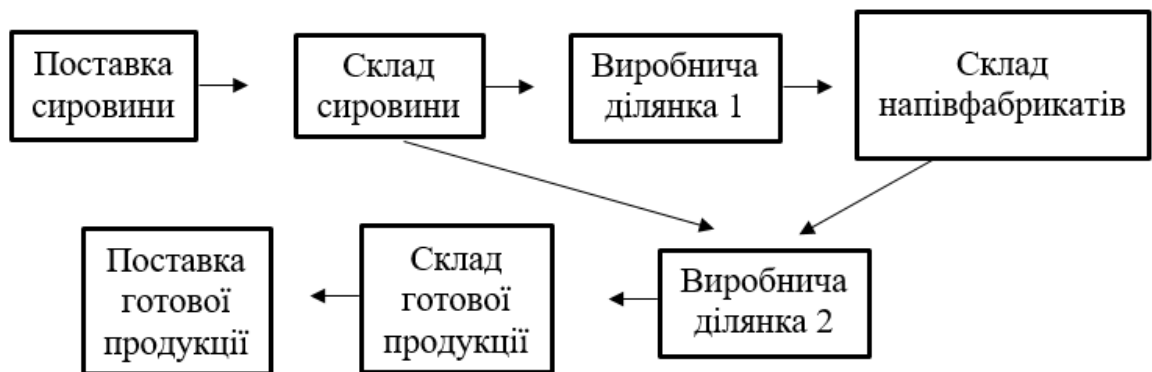 Поставка
сировини
Склад
сировини
Виробнича
ділянка 1
Склад
напівфабрикатів
Поставка
готової
продукції
Склад
готової
продукції
Виробнича
ділянка 2